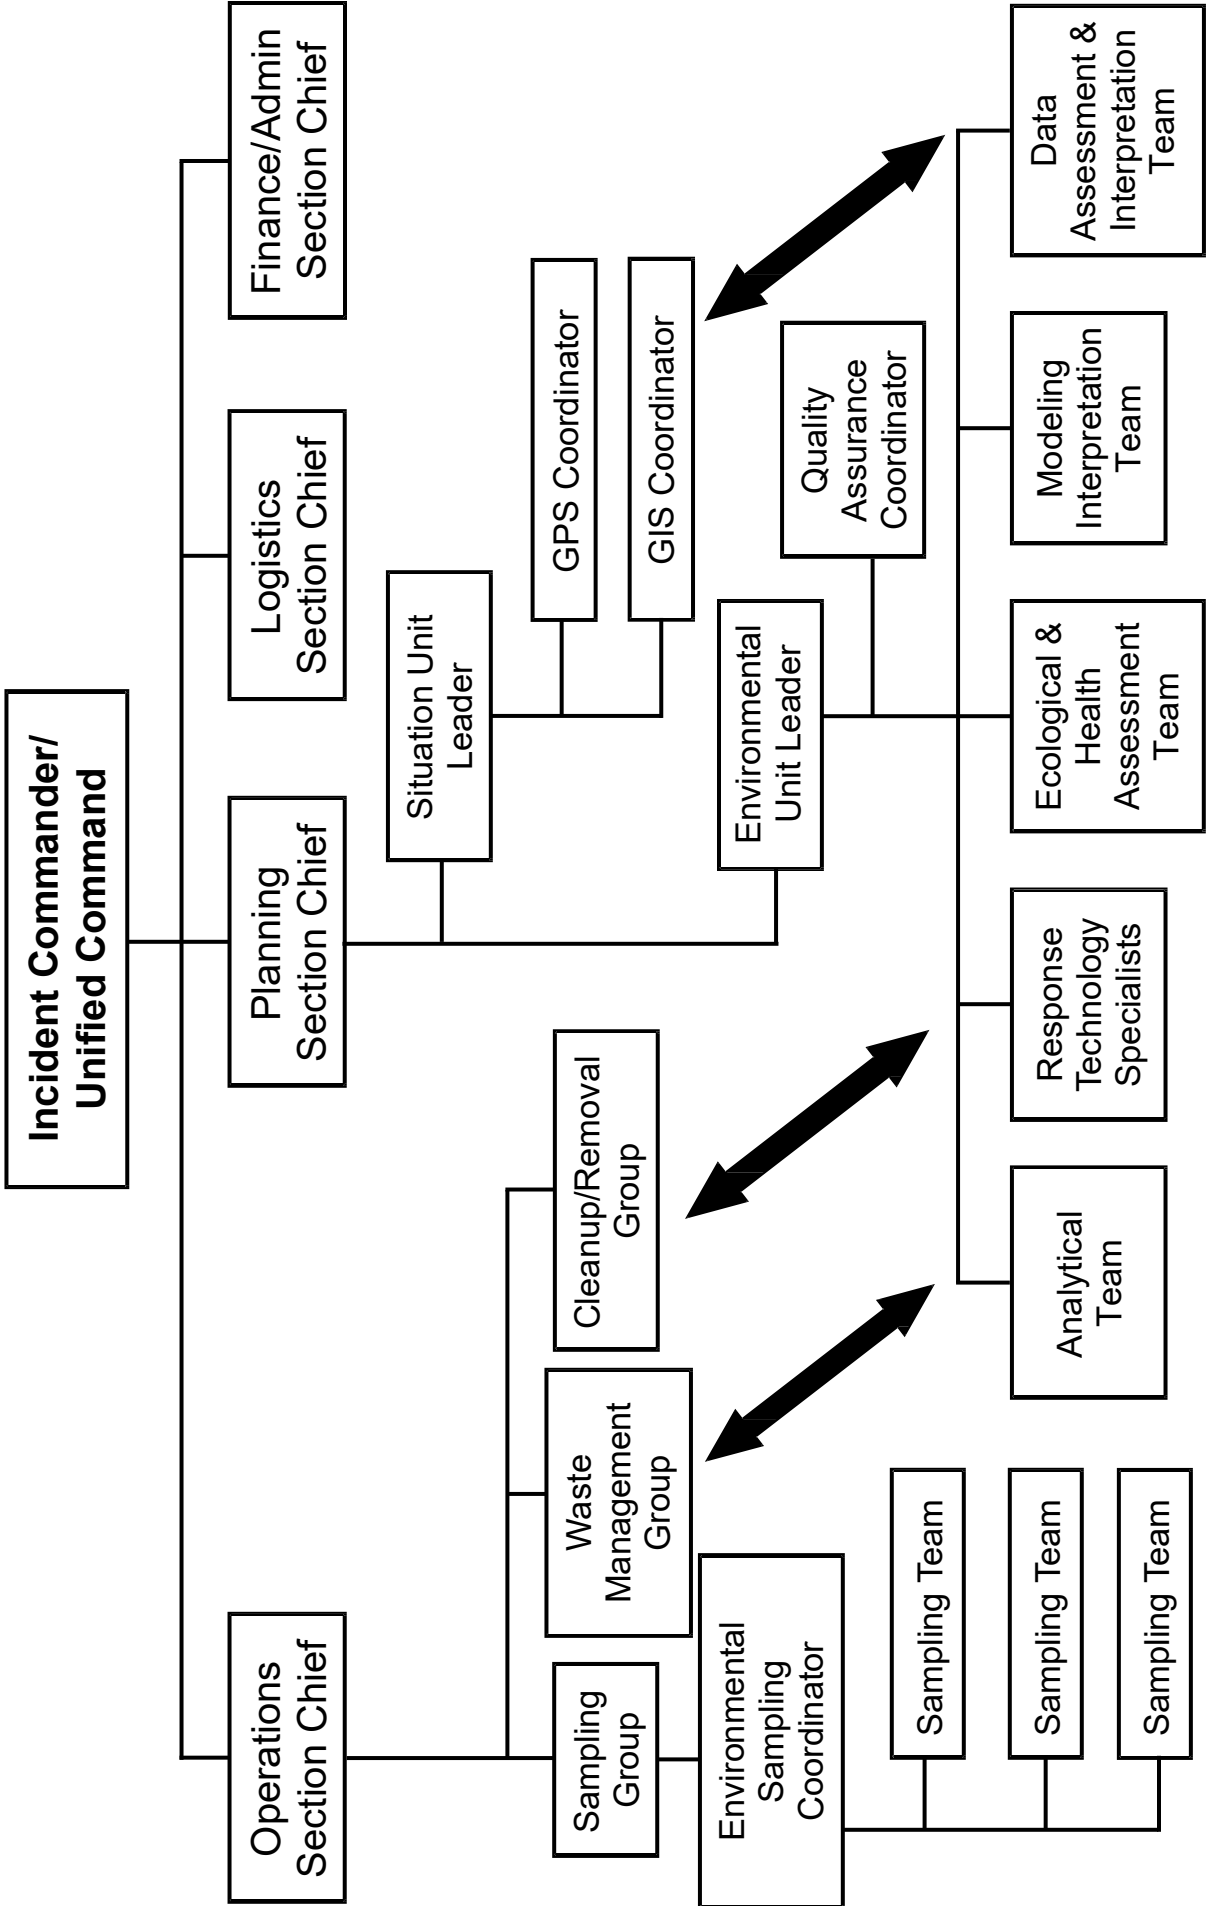 Incident Commander/
Unified Command
Operations
Section Chief
Planning
Section Chief
Logistics
Section Chief
Finance/Admin
Section Chief
Situation Unit
Leader
GPS Coordinator
GIS Coordinator
Sampling
Group
Waste
Management
Group
Cleanup/Removal
Group
Environmental
Sampling
Coordinator
Environmental
Unit Leader
Quality
Assurance
Coordinator
Sampling Team
Sampling Team
Sampling Team
Analytical
Team
Response
Technology
Specialists
Ecological &
Health
Assessment
Team
Modeling
Interpretation
Team
Data
Assessment &
Interpretation
Team